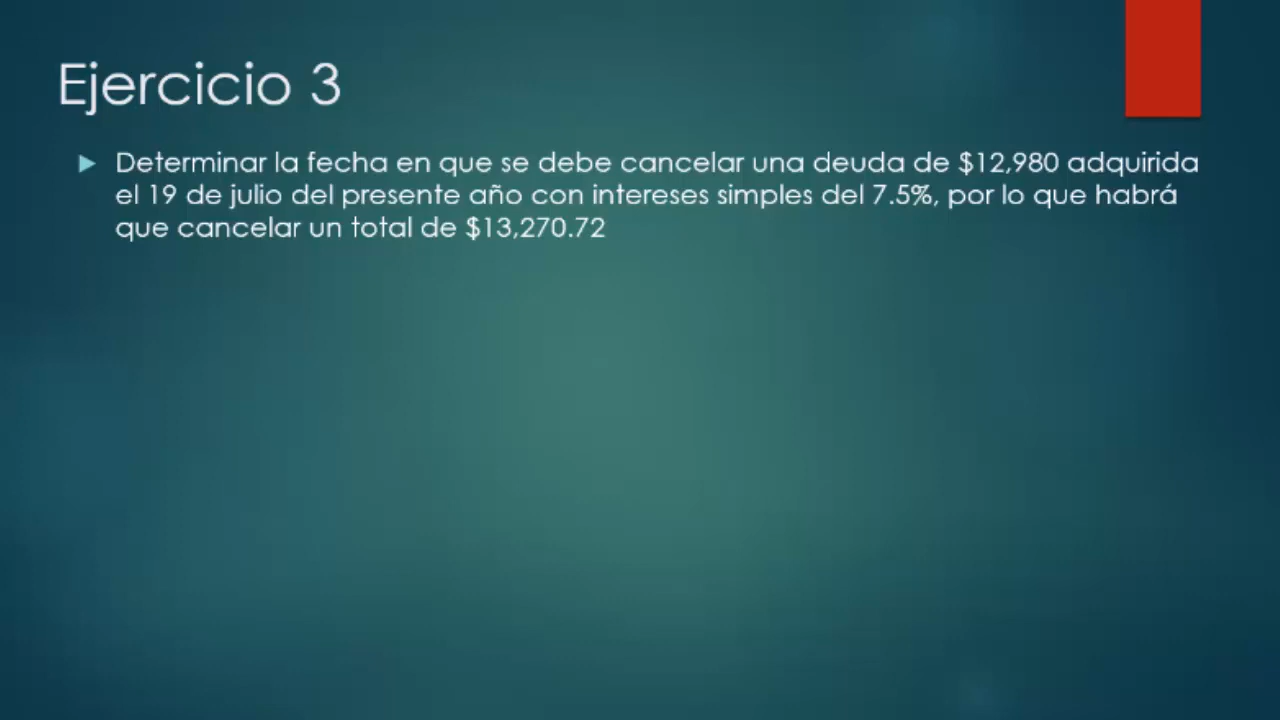 Ejercicio 3
Determinar la fecha en que se debe cancelar una deuda de $12,980 adquirida
el 19 de julio del presente año con intereses simples del 7.5%, por lo que habrá
que cancelar un total de $13,270.72